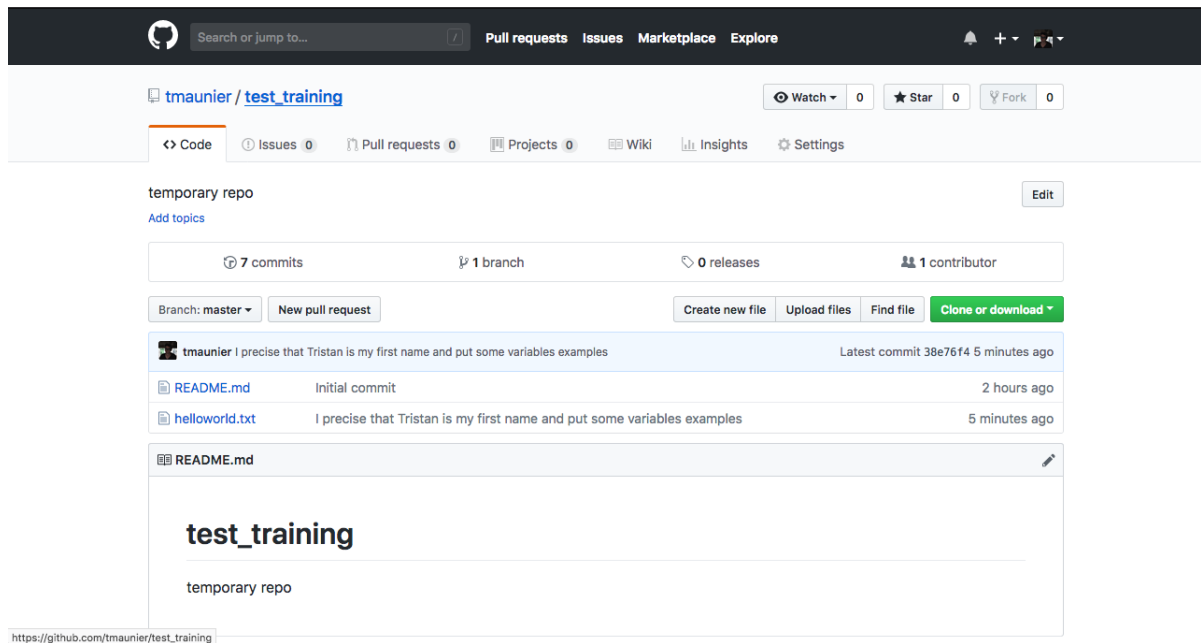 Search or jump to... / Pull requests Issues Marketplace Explore
tmaunier / test_training Watch 0 Star 0 Fork 0
Code Issues 0 Pull requests 0 Projects 0 Wiki Insights Settings
temporary repo Edit
Add topics
7 commits 1 branch 0 releases 1 contributor
Branch: master New pull request Create new file Upload files Find file Clone or download
tmaunier I precise that Tristan is my first name and put some variables examples Latest commit 38e76f4 5 minutes ago
README.md Initial commit 2 hours ago
helloworld.txt I precise that Tristan is my first name and put some variables examples 5 minutes ago
README.md
test_training
temporary repo
https://github.com/tmaunier/test_training